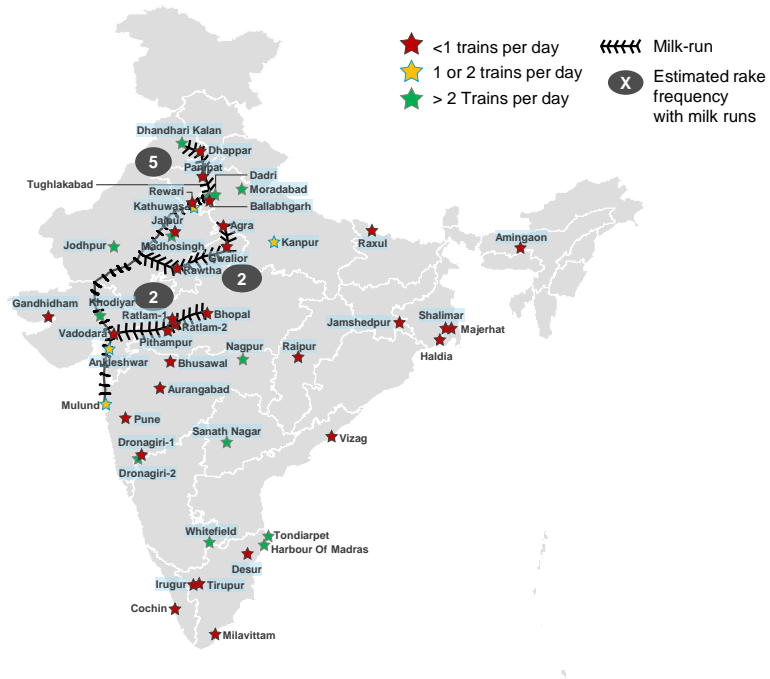 <1 trains per day
Milk-run
1 or 2 trains per day
X
Estimated rake
frequency
with milk runs
> 2 Trains per day
Dhandhari Kalan
Dhappar
5
Panipat
Tughlakabad
Dadri
Moradabad
Rewari
Kathuwas
Ballabhgarh
Jaipur
Agra
Raxul
Amingaon
Kanpur
Jodhpur
Madhosingh
Gwalior
Rawtha
2
2
Gandhidham
Khodiyar
Ratlam-1
Bhopal
Ratlam-2
Jamshedpur
Shalimar
Majerhat
Vadodara
Pithampur
Haldia
Nagpur
Raipur
Ankleshwar
Bhusawal
Aurangabad
Mulund
Pune
Sanath Nagar
Vizag
Dronagiri-1
Dronagiri-2
Whitefield
Tondiarpet
Harbour Of Madras
Desur
Irugur
Tirupur
Cochin
Milavittam